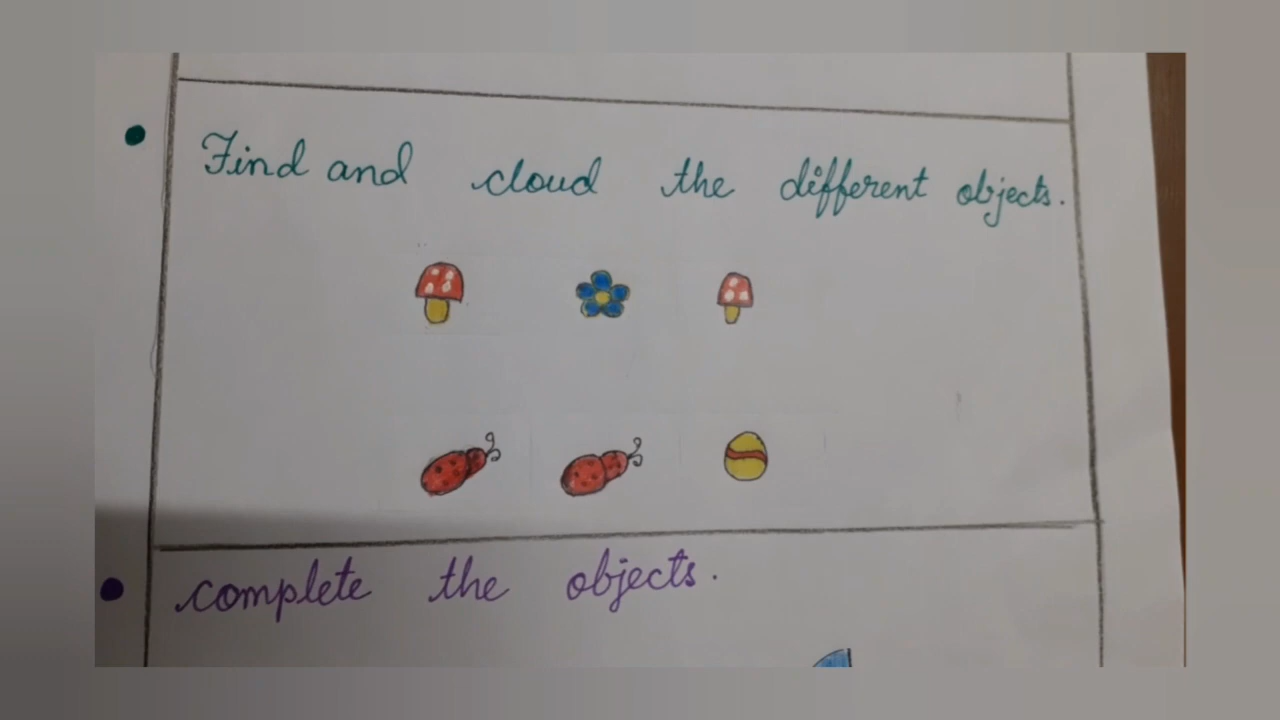 Find and cloud the different objects.
complete the objects.